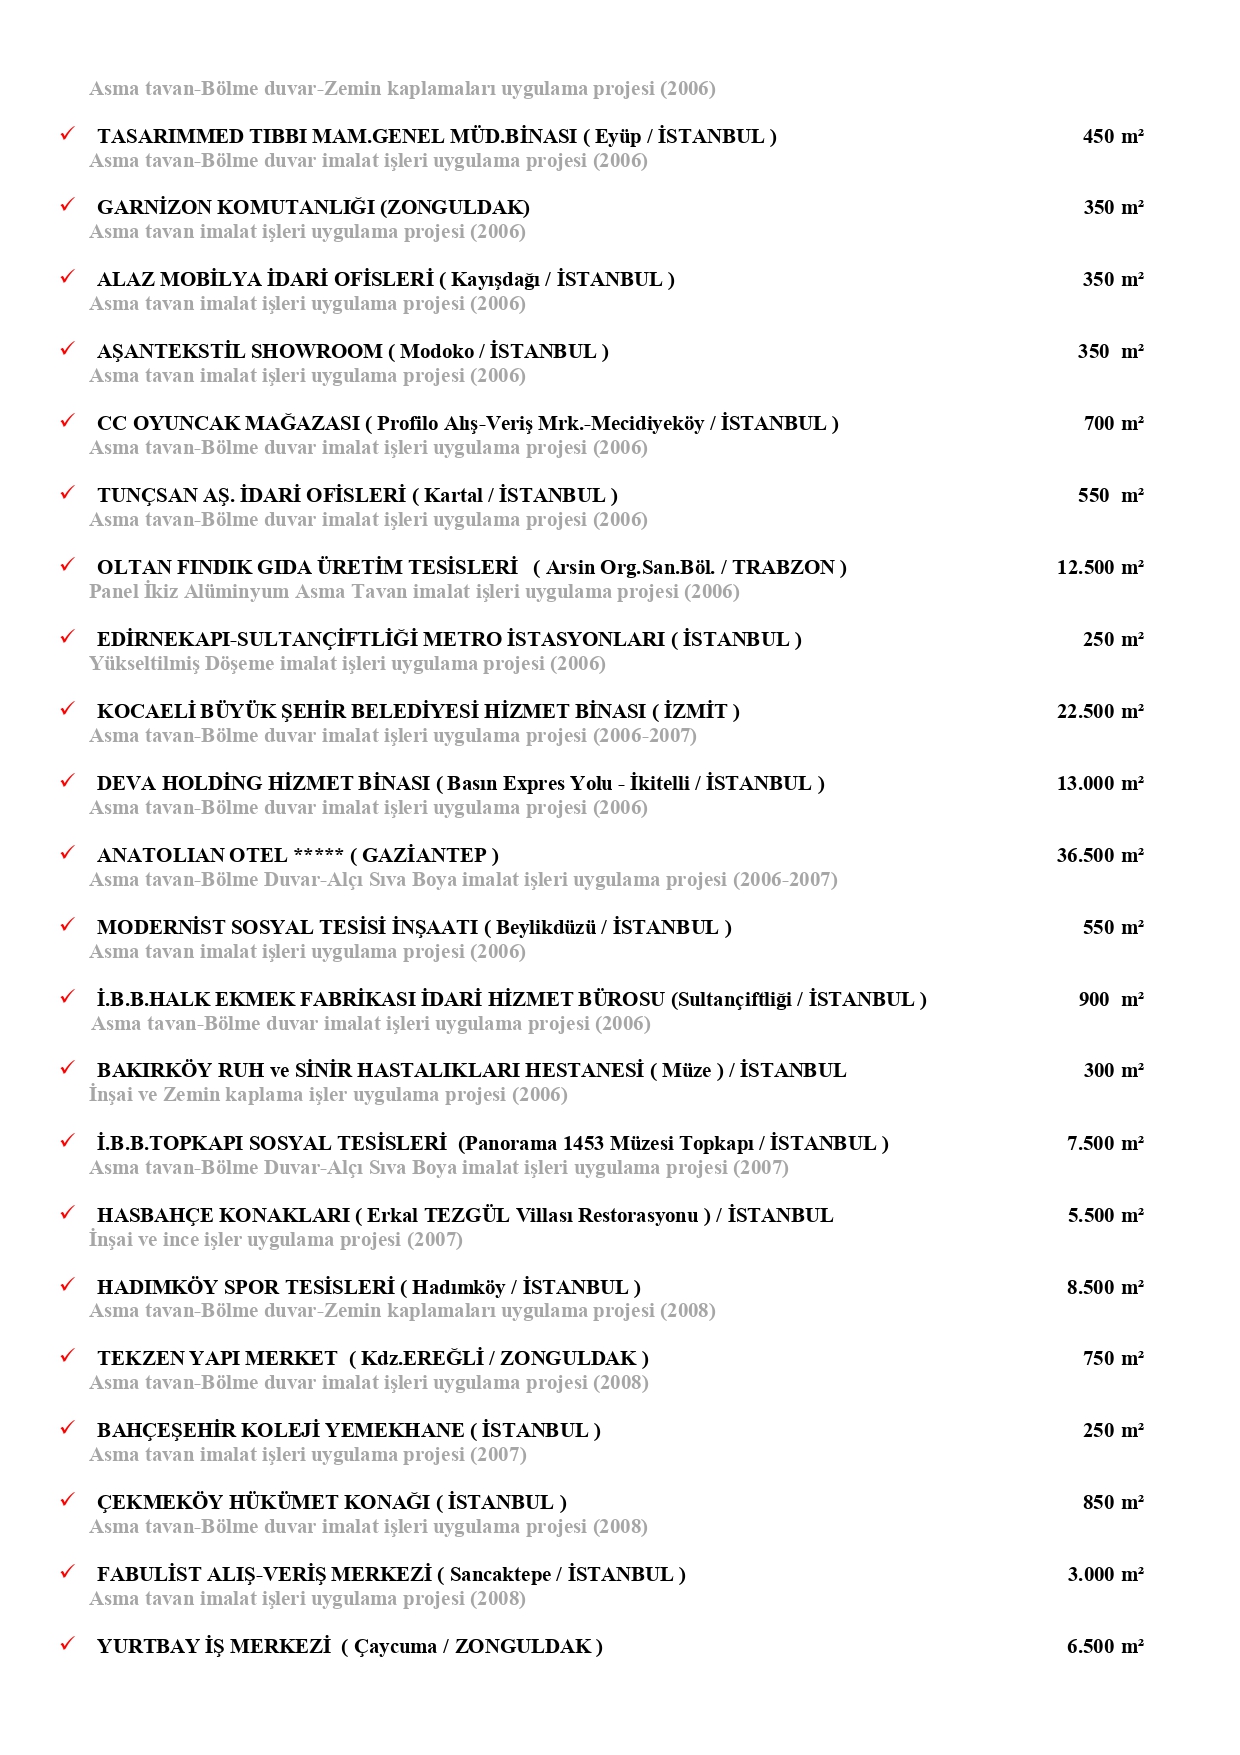 Asma tavan-Bölme duvar-Zemin kaplamaları uygulama projesi (2006)
✓ TASARIMMED TIBBI MAM.GENEL MÜD.BİNASI ( Eyüp / İSTANBUL ) 450 m²
Asma tavan-Bölme duvar imalat işleri uygulama projesi (2006)
✓ GARNİZON KOMUTANLIĞI (ZONGULDAK) 350 m²
Asma tavan imalat işleri uygulama projesi (2006)
✓ ALAZ MOBİLYA İDARİ OFİSLERİ ( Kayışdağı / İSTANBUL ) 350 m²
Asma tavan imalat işleri uygulama projesi (2006)
✓ AŞANTEKSTİL SHOWROOM ( Modoko / İSTANBUL ) 350 m²
Asma tavan imalat işleri uygulama projesi (2006)
✓ CC OYUNCAK MAĞAZASI ( Profilo Alış-Veriş Mrk.-Mecidiyeköy / İSTANBUL ) 700 m²
Asma tavan-Bölme duvar imalat işleri uygulama projesi (2006)
✓ TUNÇSAN AŞ. İDARİ OFİSLERİ ( Kartal / İSTANBUL ) 550 m²
Asma tavan-Bölme duvar imalat işleri uygulama projesi (2006)
✓ OLTAN FINDIK GIDA ÜRETİM TESİSLERİ ( Arsin Org.San.Böl. / TRABZON ) 12.500 m²
Panel İkiz Alüminyum Asma Tavan imalat işleri uygulama projesi (2006)
✓ EDİRNEKAPI-SULTANÇİFTLİĞİ METRO İSTASYONLARI ( İSTANBUL ) 250 m²
Yükseltilmiş Döşeme imalat işleri uygulama projesi (2006)
✓ KOCAELİ BÜYÜK ŞEHİR BELEDİYESİ HİZMET BİNASI ( İZMİT ) 22.500 m²
Asma tavan-Bölme duvar imalat işleri uygulama projesi (2006-2007)
✓ DEVA HOLDİNG HİZMET BİNASI ( Basın Expres Yolu - İkitelli / İSTANBUL ) 13.000 m²
Asma tavan-Bölme duvar imalat işleri uygulama projesi (2006)
✓ ANATOLIAN OTEL ***** ( GAZİANTEP ) 36.500 m²
Asma tavan-Bölme Duvar-Alçı Sıva Boya imalat işleri uygulama projesi (2006-2007)
✓ MODERNİST SOSYAL TESİSİ İNŞAATI ( Beylikdüzü / İSTANBUL ) 550 m²
Asma tavan imalat işleri uygulama projesi (2006)
✓ İ.B.B.HALK EKMEK FABRİKASI İDARİ HİZMET BÜROSU (Sultançiftliği / İSTANBUL ) 900 m²
Asma tavan-Bölme duvar imalat işleri uygulama projesi (2006)
✓ BAKIRKÖY RUH ve SİNİR HASTALIKLARI HESTANESİ ( Müze ) / İSTANBUL 300 m²
İnşai ve Zemin kaplama işler uygulama projesi (2006)
✓ İ.B.B.TOPKAPI SOSYAL TESİSLERİ (Panorama 1453 Müzesi Topkapı / İSTANBUL ) 7.500 m²
Asma tavan-Bölme Duvar-Alçı Sıva Boya imalat işleri uygulama projesi (2007)
✓ HASBAHÇE KONAKLARI ( Erkal TEZGÜL Villası Restorasyonu ) / İSTANBUL 5.500 m²
İnşai ve ince işler uygulama projesi (2007)
✓ HADIMKÖY SPOR TESİSLERİ ( Hadımköy / İSTANBUL ) 8.500 m²
Asma tavan-Bölme duvar-Zemin kaplamaları uygulama projesi (2008)
✓ TEKZEN YAPI MERKET ( Kdz.EREĞLİ / ZONGULDAK ) 750 m²
Asma tavan-Bölme duvar imalat işleri uygulama projesi (2008)
✓ BAHÇEŞEHİR KOLEJİ YEMEKHANE ( İSTANBUL ) 250 m²
Asma tavan imalat işleri uygulama projesi (2007)
✓ ÇEKMEKÖY HÜKÜMET KONAĞI ( İSTANBUL ) 850 m²
Asma tavan-Bölme duvar imalat işleri uygulama projesi (2008)
✓ FABULİST ALIŞ-VERİŞ MERKEZİ ( Sancaktepe / İSTANBUL ) 3.000 m²
Asma tavan imalat işleri uygulama projesi (2008)
✓ YURTBAY İŞ MERKEZİ ( Çaycuma / ZONGULDAK ) 6.500 m²